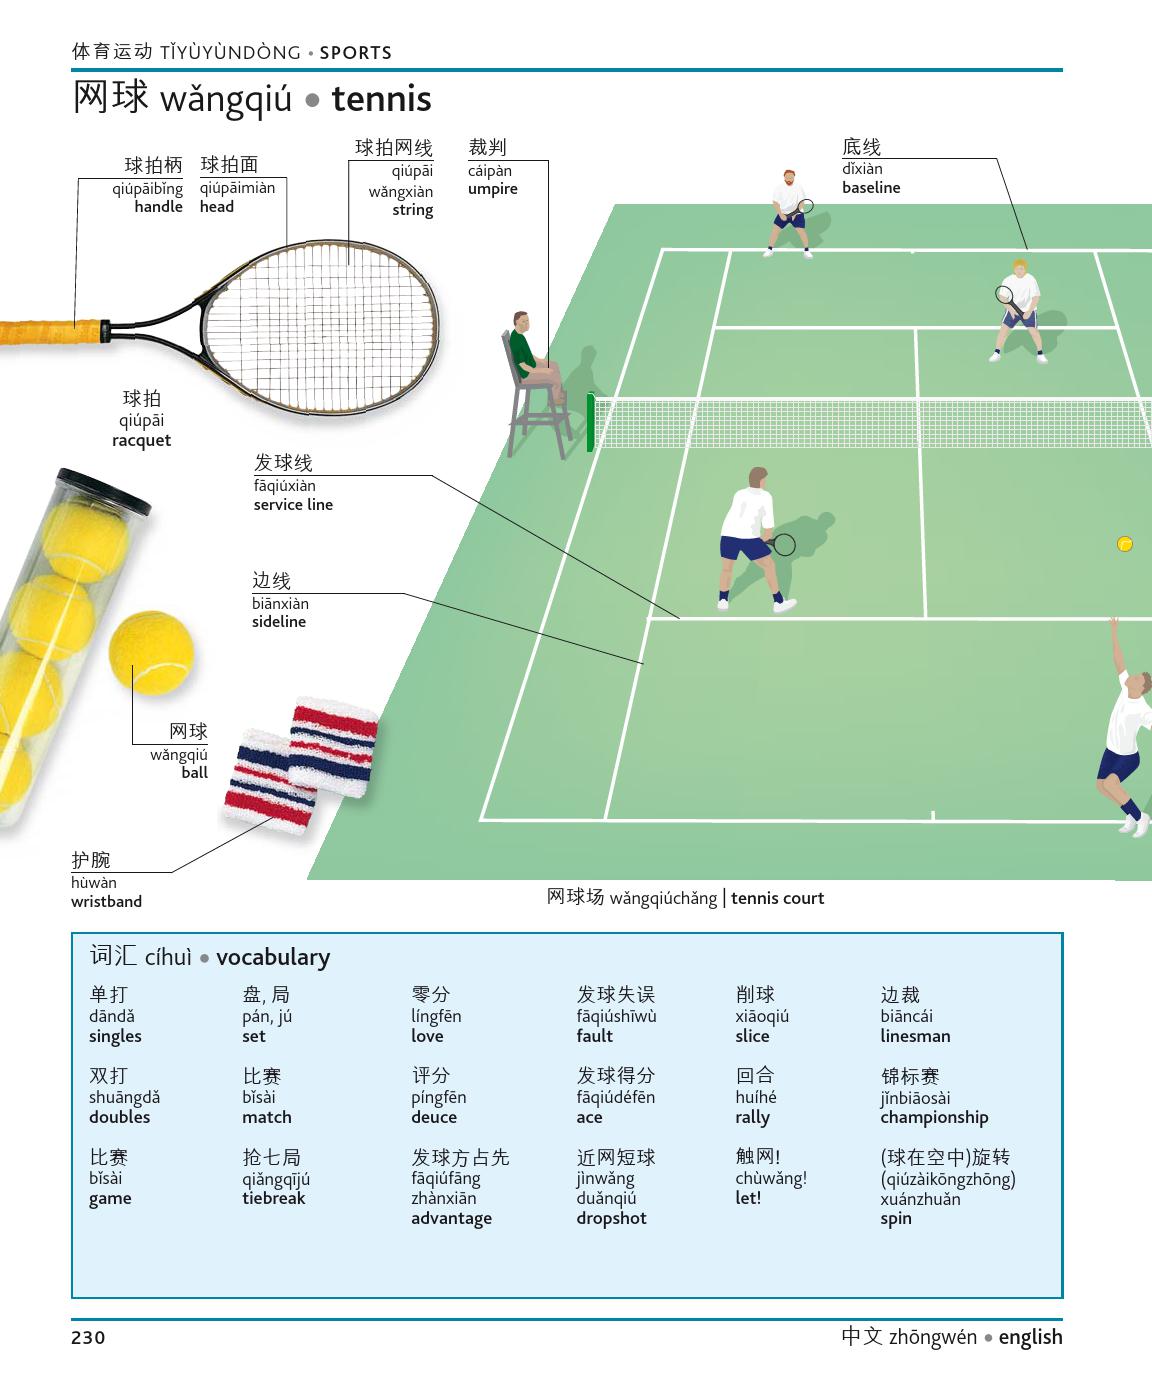 体育运动 TǏYÙYÙNDÒNG • SPORTS
网球 wǎngqiú ● tennis
球拍柄
qiúpāibǐng
handle
球拍面
qiúpāimiàn
head
球拍网线
qiúpāi
wǎngxiàn
string
裁判
cáipàn
umpire
底线
dǐxiàn
baseline
球拍
qiúpāi
racquet
发球线
fāqiúxiàn
service line
边线
biānxiàn
sideline
网球
wǎngqiú
ball
护腕
hùwàn
wristband
网球场 wǎngqiúchǎng | tennis court
词汇 cíhuì ● vocabulary
单打
dāndǎ
singles
双打
shuāngdǎ
doubles
比赛
bǐsài
game
盘, 局
pán, jú
set
比赛
bǐsài
match
抢七局
qiǎngqījú
tiebreak
零分
língfēn
love
评分
píngfēn
deuce
发球方占先
fāqiúfāng
zhànxiān
advantage
发球失误
fāqiúshīwù
fault
发球得分
fāqiúdéfēn
ace
近网短球
jìnwǎng
duǎnqiú
dropshot
削球
xiāoqiú
slice
回合
huíhé
rally
触网!
chùwǎng!
let!
边裁
biāncái
linesman
锦标赛
jǐnbiāosài
championship
(球在空中)旋转
(qiúzàikōngzhōng)
xuánzhuǎn
spin
230
中文 zhōngwén ● english